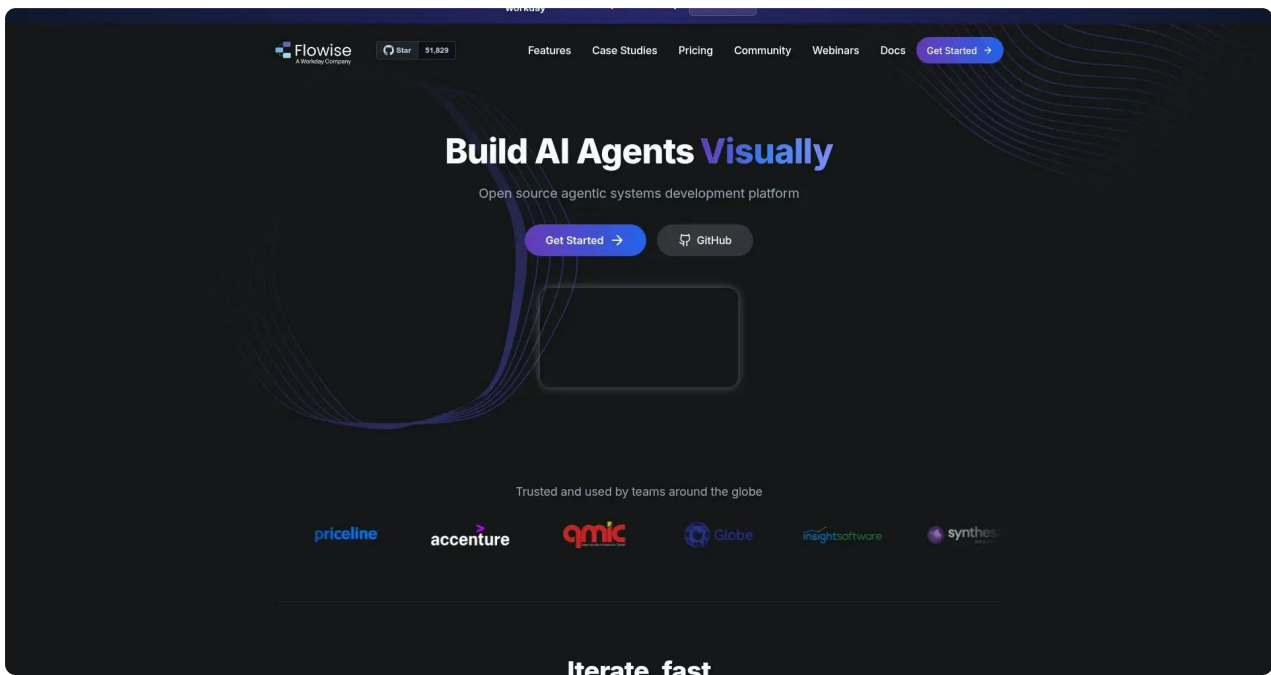 workday
Flowise
A Workday Company
Star 51,829
Features Case Studies Pricing Community Webinars Docs Get Started
Build AI Agents Visually
Open source agentic systems development platform
Get Started GitHub
Trusted and used by teams around the globe
priceline accenture qmic Globe insightsoftware synthes
Iterate, fast